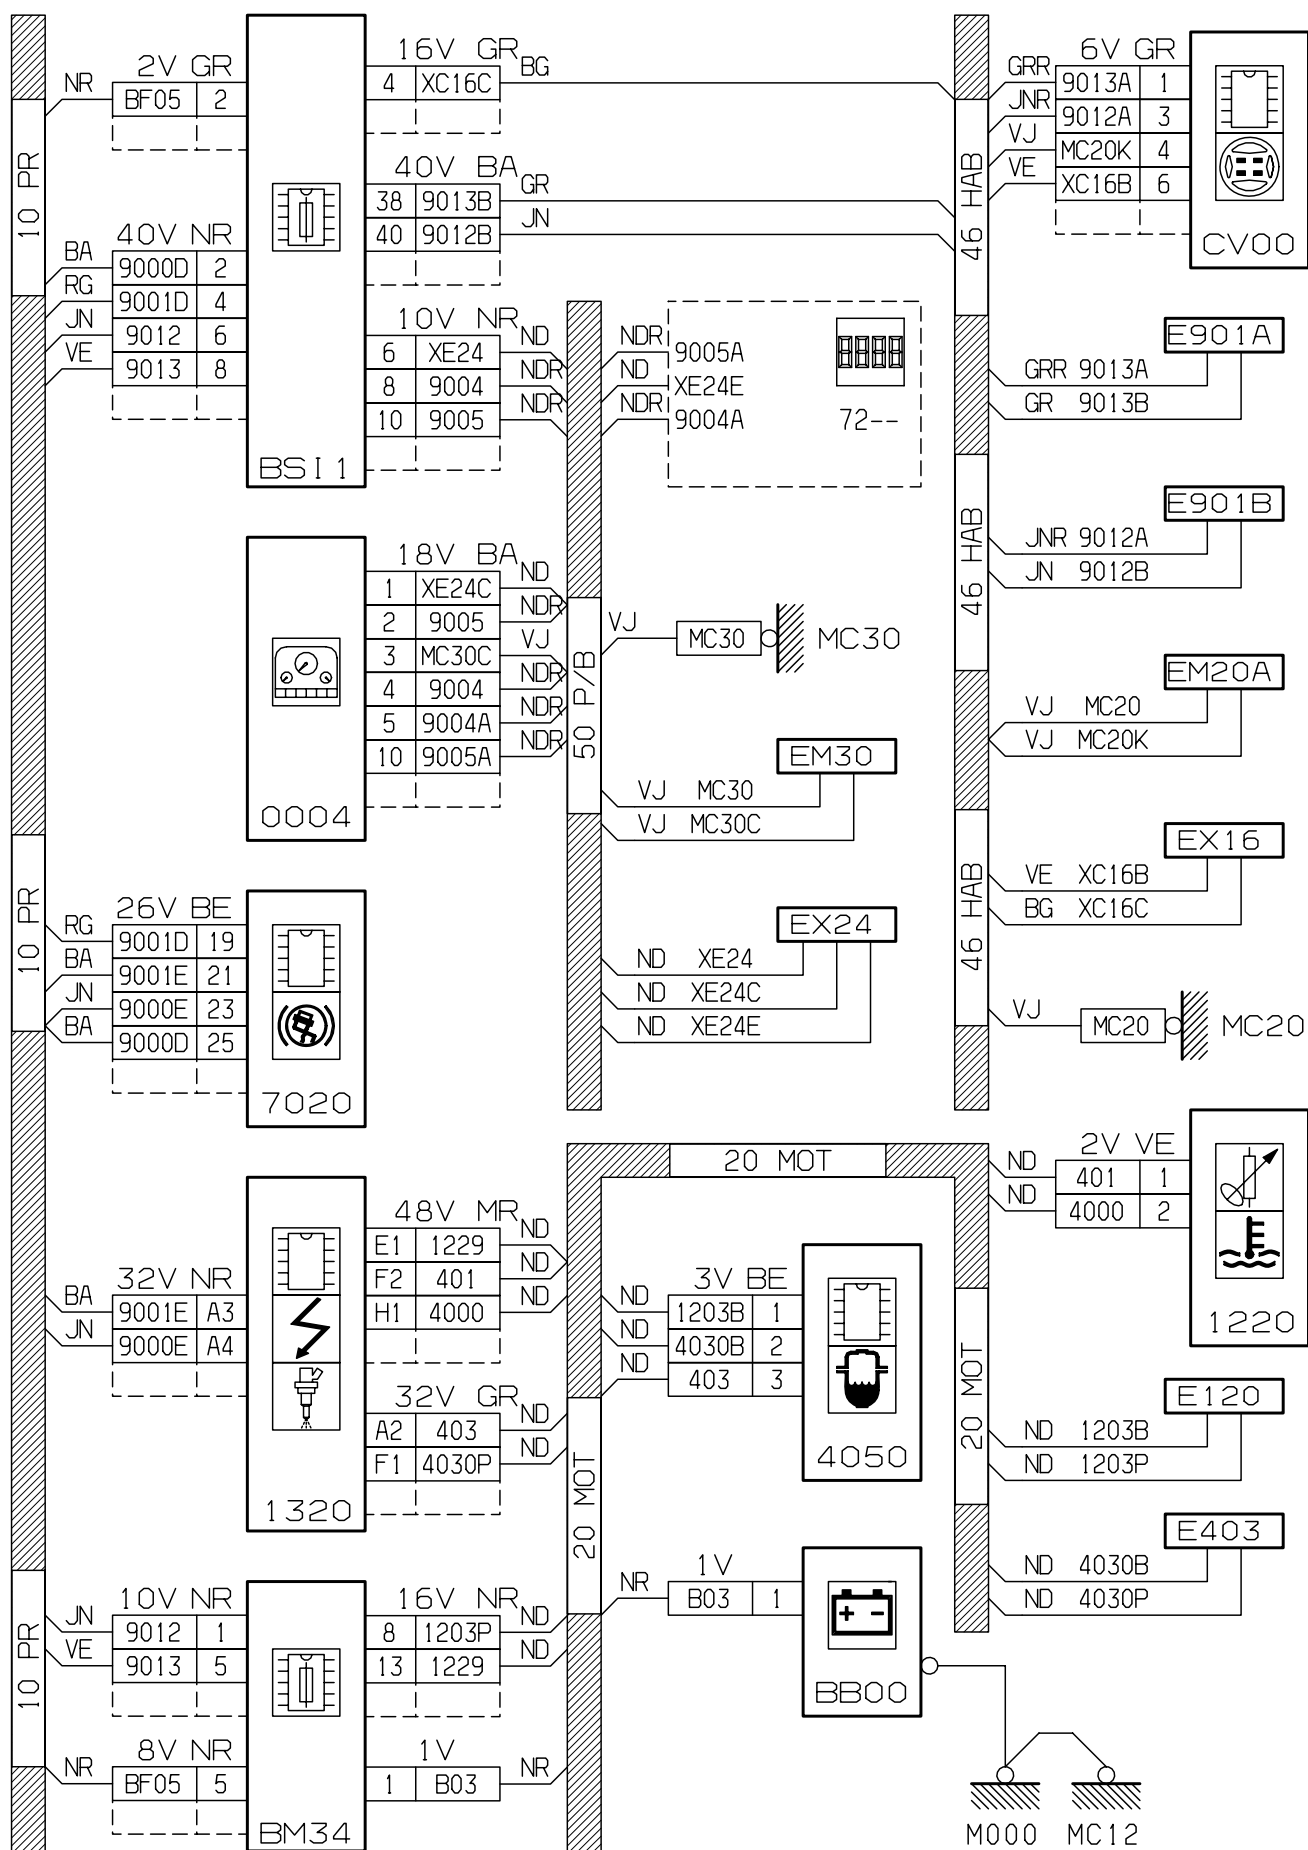 10 PR
NR
2V GR
BF05 2
BA
RG
JN
VE
40V NR
9000D 2
9001D 4
9012 6
9013 8
BSI1
16V GR
4 XC16C
BG
40V BA
38 9013B
40 9012B
GR
JN
10V NR
6 XE24
8 9004
10 9005
ND
NDR
NDR
NDR
ND
NDR
9005A
XE24E
9004A
72--
46 HAB
GRR
JNR
VJ
VE
6V GR
9013A 1
9012A 3
MC20K 4
XC16B 6
CV00
E901A
GRR 9013A
GR 9013B
46 HAB
E901B
JNR 9012A
JN 9012B
0004
18V BA
1 XE24C
2 9005
3 MC30C
4 9004
5 9004A
10 9005A
ND
NDR
VJ
NDR
NDR
NDR
50 P/B
VJ
MC30
MC30
EM30
VJ MC30
VJ MC30C
EM20A
VJ MC20
VJ MC20K
46 HAB
EX16
VE XC16B
BG XC16C
EX24
ND XE24
ND XE24C
ND XE24E
VJ
MC20
MC20
10 PR
RG
BA
JN
BA
26V BE
9001D 19
9001E 21
9000E 23
9000D 25
7020
20 MOT
ND
ND
2V VE
401 1
4000 2
1220
BA
JN
32V NR
9001E A3
9000E A4
1320
48V MR
E1 1229
F2 401
H1 4000
ND
ND
ND
32V GR
A2 403
F1 4030P
ND
ND
20 MOT
ND
ND
ND
3V BE
1203B 1
4030B 2
403 3
4050
20 MOT
E120
ND 1203B
ND 1203P
E403
ND 4030B
ND 4030P
10 PR
JN
VE
10V NR
9012 1
9013 5
NR
8V NR
BF05 5
BM34
16V NR
8 1203P
13 1229
ND
ND
1V
1 B03
NR
NR
1V
B03 1
+ -
BB00
M000
MC12